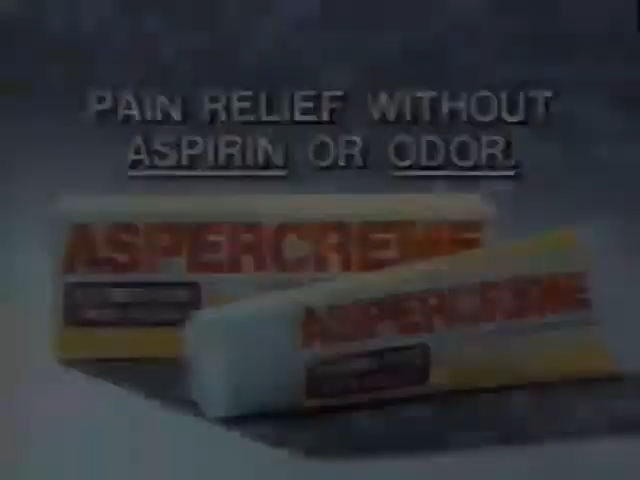 PAIN RELIEF WITHOUT
ASPIRIN OR ODOR.
ASPERCREME
ASPERCREME